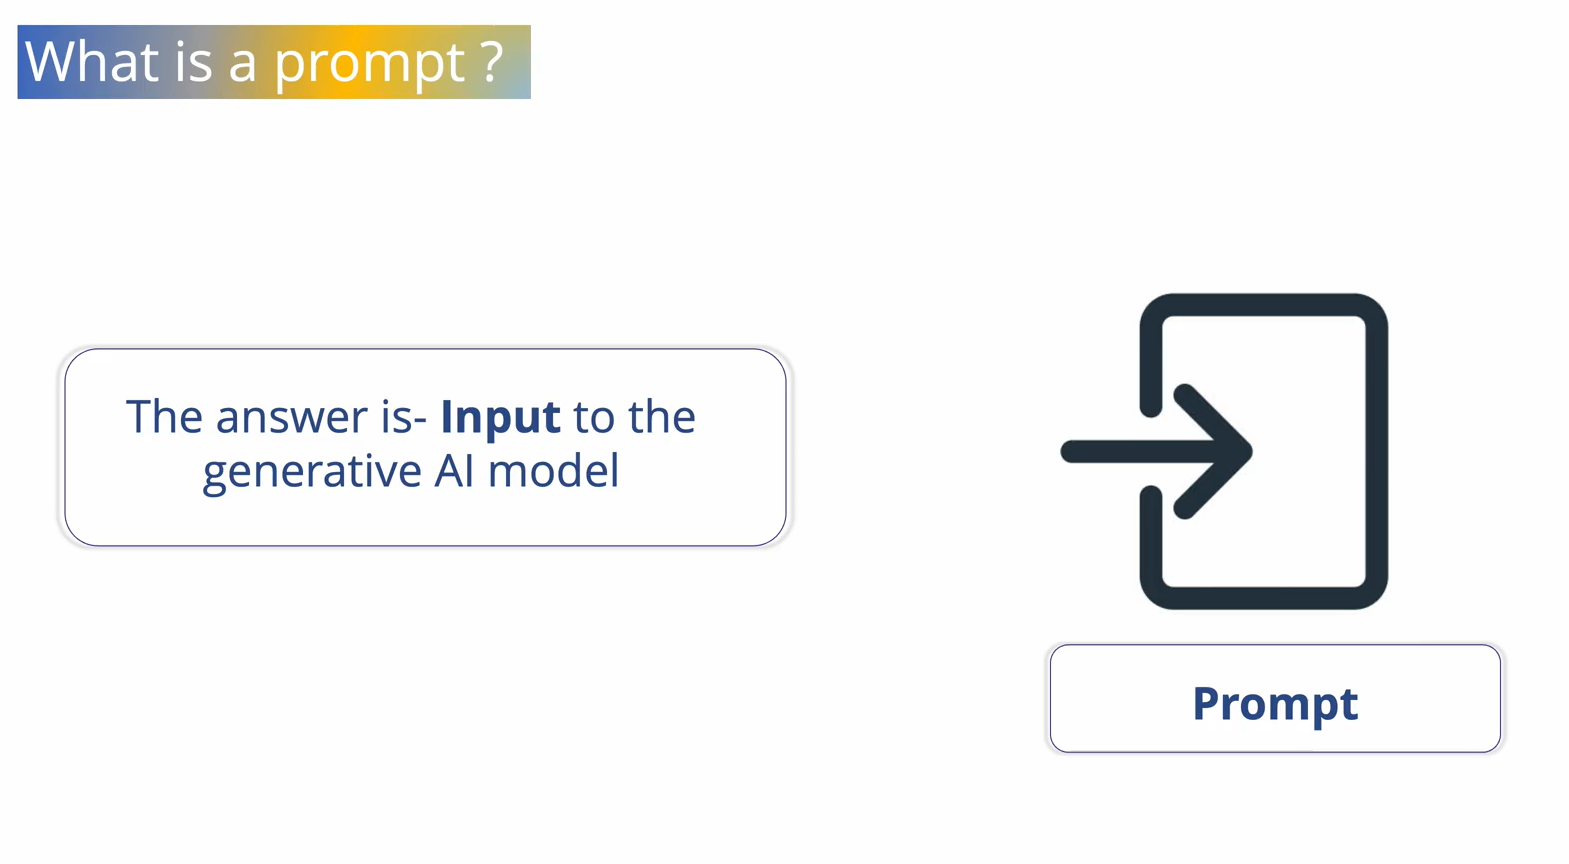 What is a prompt ?
The answer is- Input to the
generative AI model
Prompt